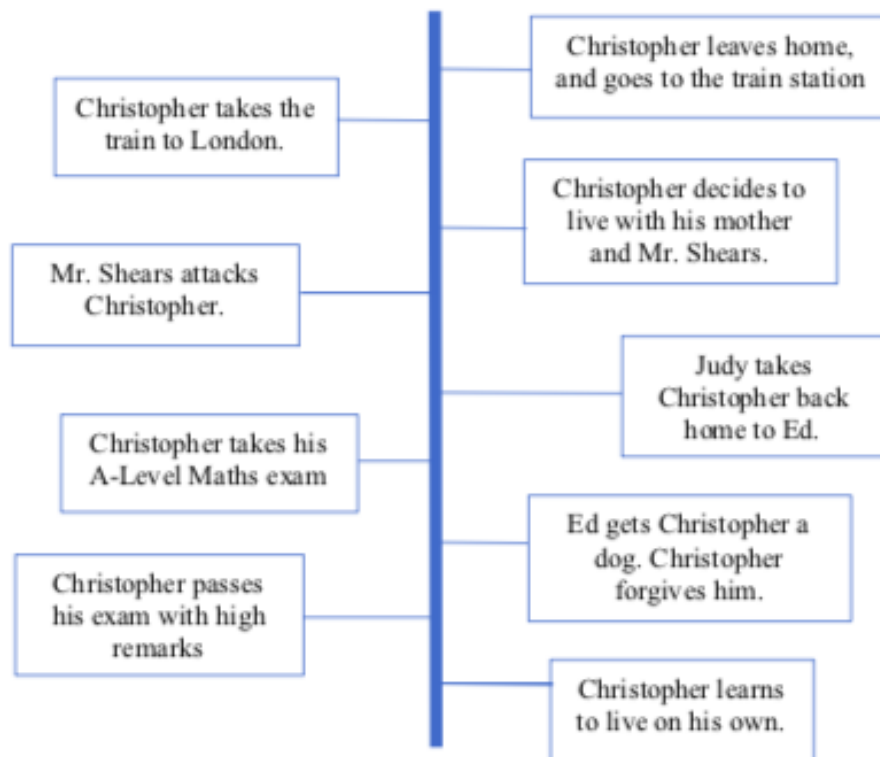 Christopher leaves home,
and goes to the train station
Christopher takes the
train to London.
Christopher decides to
live with his mother
and Mr. Shears.
Mr. Shears attacks
Christopher.
Judy takes
Christopher back
home to Ed.
Christopher takes his
A-Level Maths exam
Ed gets Christopher a
dog. Christopher
forgives him.
Christopher passes
his exam with high
remarks
Christopher learns
to live on his own.